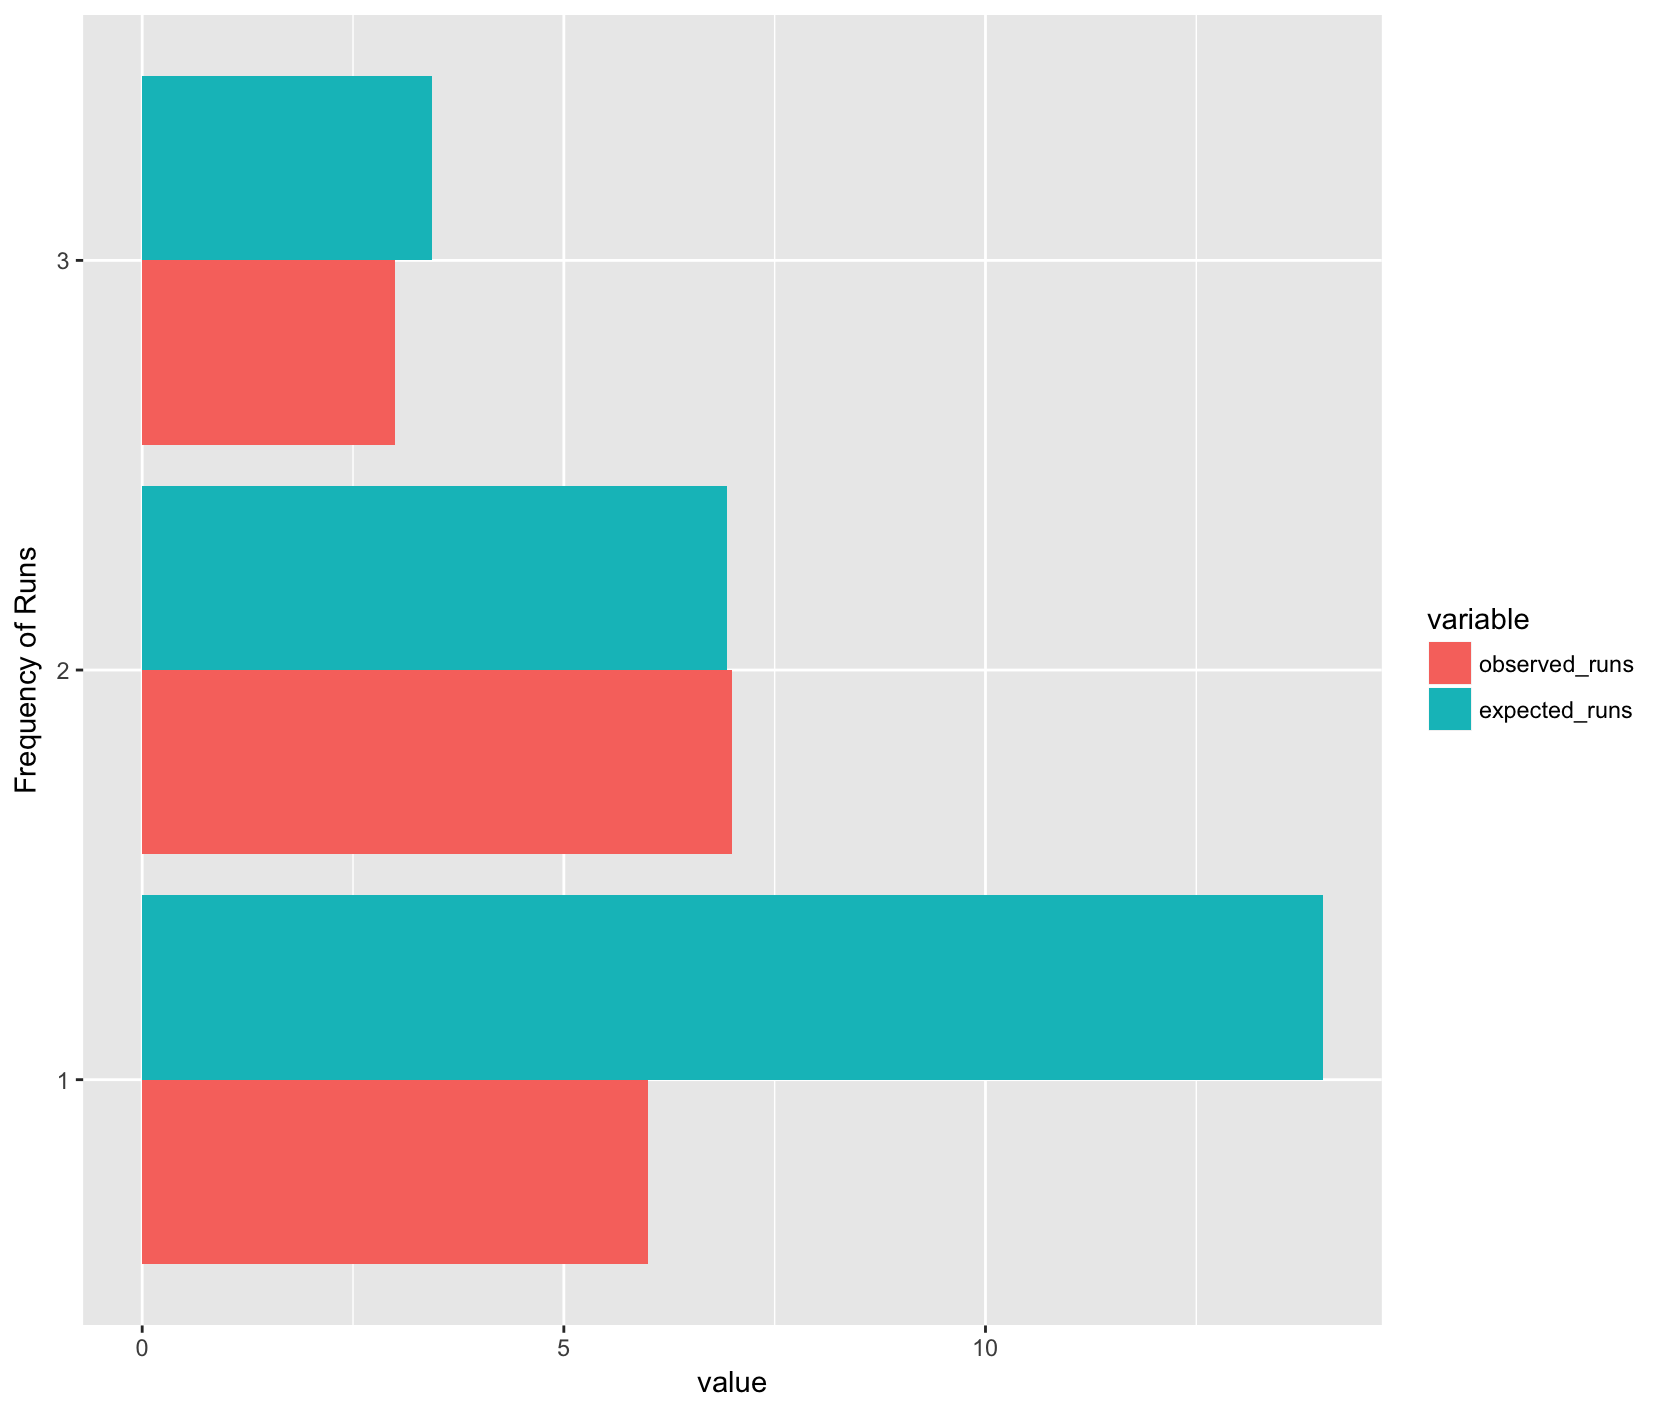 Frequency of Runs
3
2
1
0
5
10
value
variable
observed_runs
expected_runs